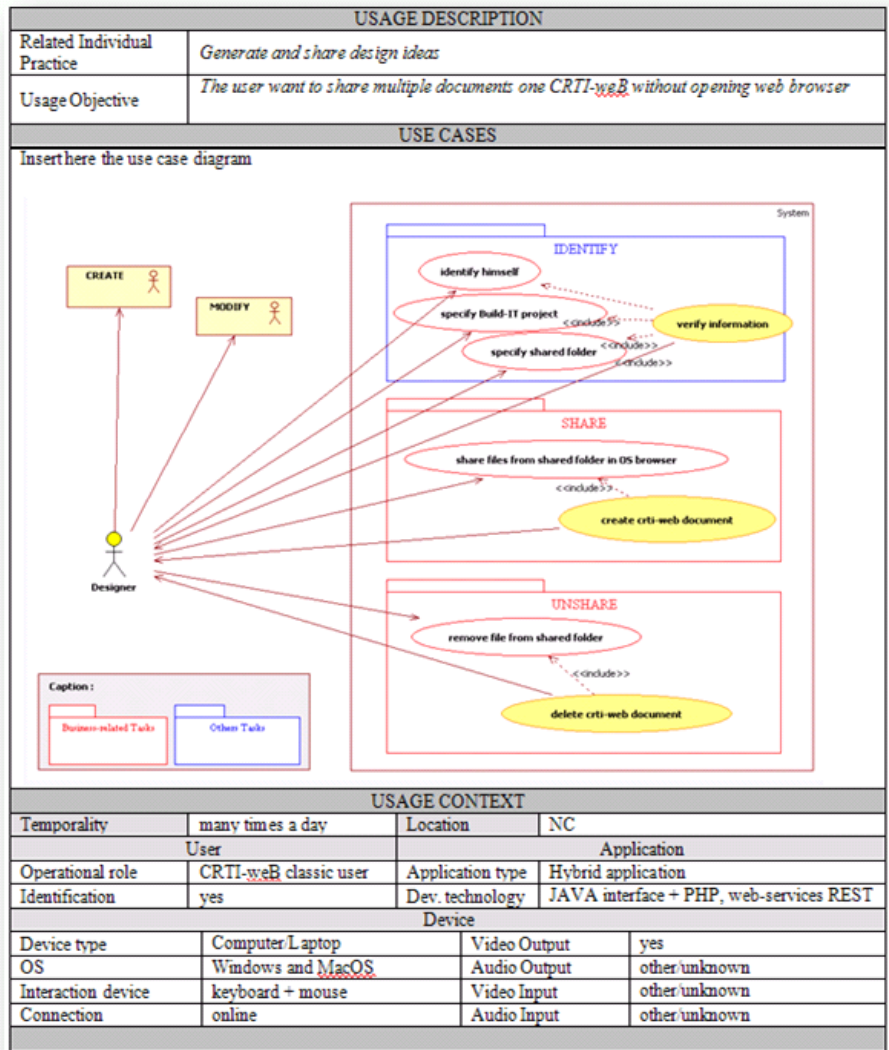 USAGE DESCRIPTION
Related Individual Practice
Generate and share design ideas
Usage Objective
The user want to share multiple documents one CRTI-weB without opening web browser
USE CASES
Insert here the use case diagram
System
IDENTIFY
CREATE
identify himself
MODIFY
specify Build-IT project
<<include>>
verify information
specify shared folder
<<include>>
<<include>>
SHARE
share files from shared folder in OS browser
<<include>>
create crti-web document
Designer
UNSHARE
remove file from shared folder
<<include>>
delete crti-web document
Caption :
Business-related Tasks
Others Tasks
USAGE CONTEXT
Temporality many times a day Location NC
User Application
Operational role CRTI-weB classic user Application type Hybrid application
Identification yes Dev. technology JAVA interface + PHP, web-services REST
Device
Device type Computer/Laptop Video Output yes
OS Windows and MacOS Audio Output other/unknown
Interaction device keyboard + mouse Video Input other/unknown
Connection online Audio Input other/unknown